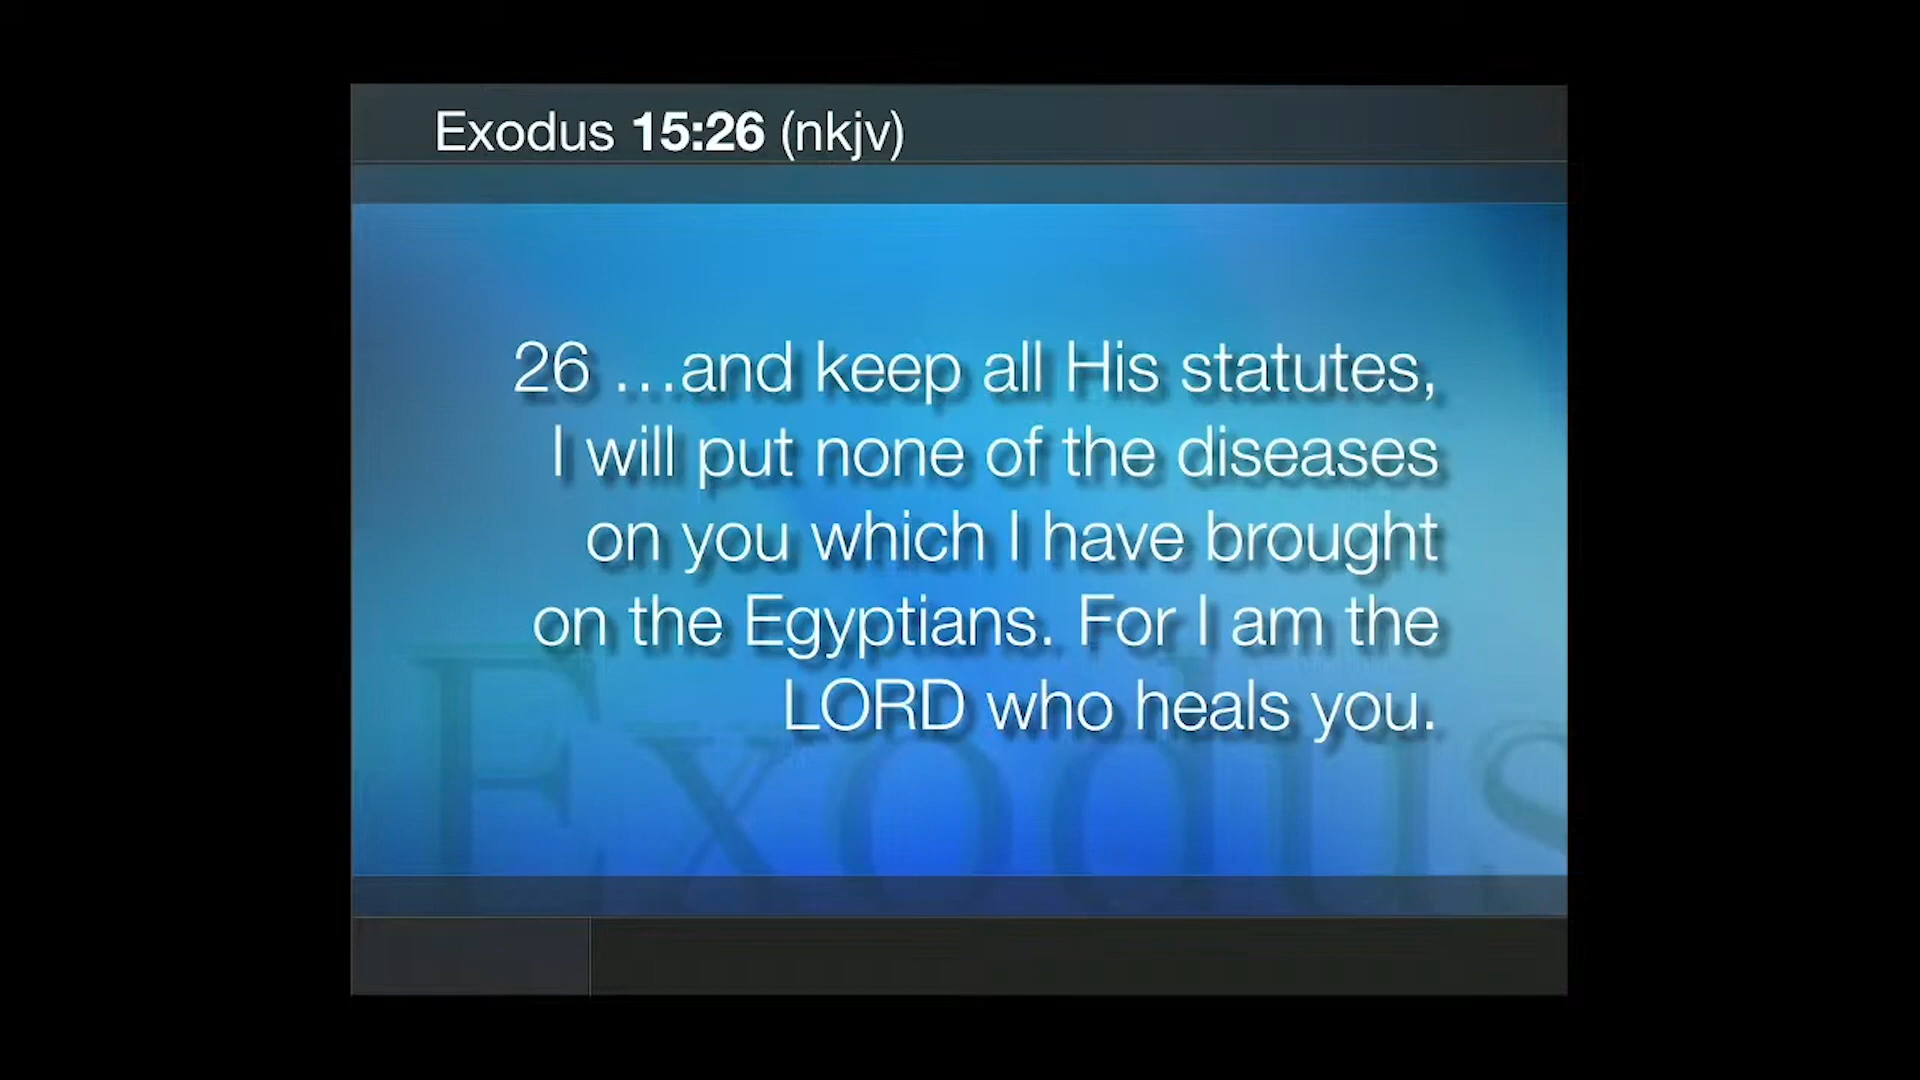 Exodus 15:26 (nkjv)
26 …and keep all His statutes,
I will put none of the diseases
on you which I have brought
on the Egyptians. For I am the
LORD who heals you.
Exodus